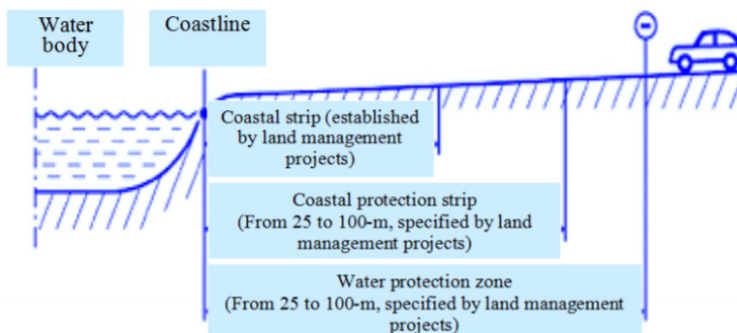 Water
body
Coastline
Coastal strip (established
by land management
projects)
Coastal protection strip
(From 25 to 100-m, specified by land
management projects)
Water protection zone
(From 25 to 100-m, specified by land management
projects)